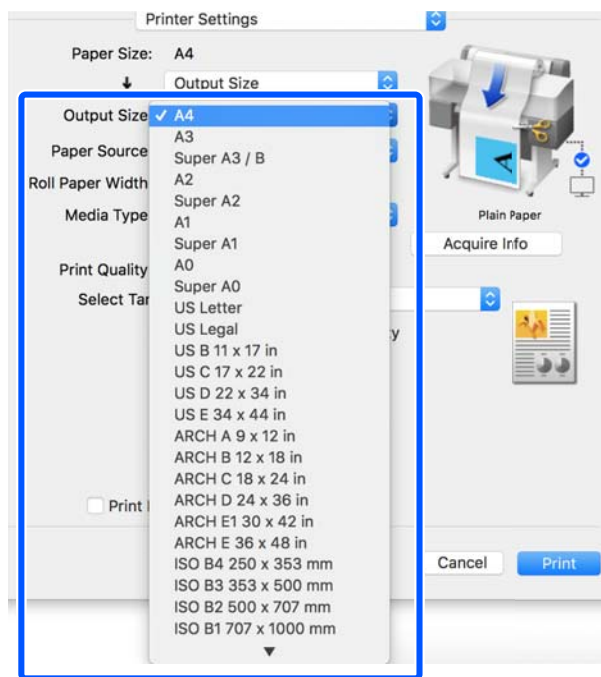 Printer Settings
Paper Size: A4
Output Size
Output Size ✓ A4
A3
Paper Source
Super A3 / B
A2
Roll Paper Width
Super A2
Media Type
A1
Plain Paper
Super A1
Acquire Info
A0
Print Quality
Super A0
Select Tar
US Letter
US Legal
y
US B 11 x 17 in
US C 17 x 22 in
US D 22 x 34 in
US E 34 x 44 in
ARCH A 9 x 12 in
ARCH B 12 x 18 in
ARCH C 18 x 24 in
ARCH D 24 x 36 in
Print
ARCH E1 30 x 42 in
ARCH E 36 x 48 in
ISO B4 250 x 353 mm
Cancel
Print
ISO B3 353 x 500 mm
ISO B2 500 x 707 mm
ISO B1 707 x 1000 mm